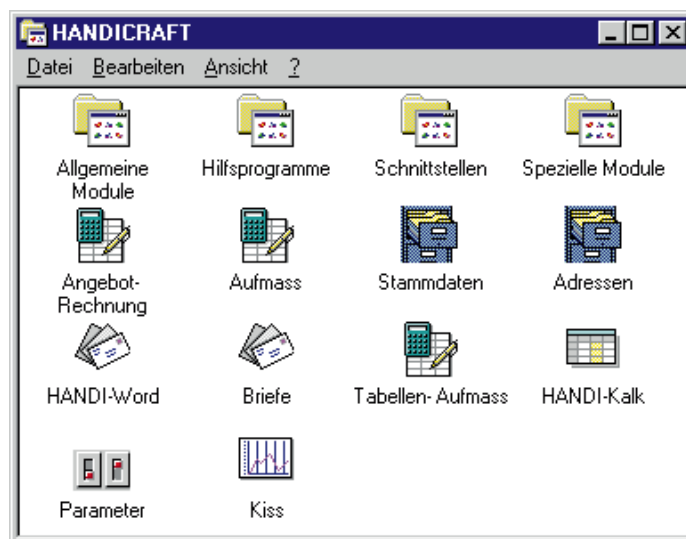 HANDICRAFT
Datei Bearbeiten Ansicht ?
Allgemeine
Module
Hilfsprogramme
Schnittstellen
Spezielle Module
Angebot-
Rechnung
Aufmass
Stammdaten
Adressen
HANDI-Word
Briefe
Tabellen- Aufmass
HANDI-Kalk
Parameter
Kiss